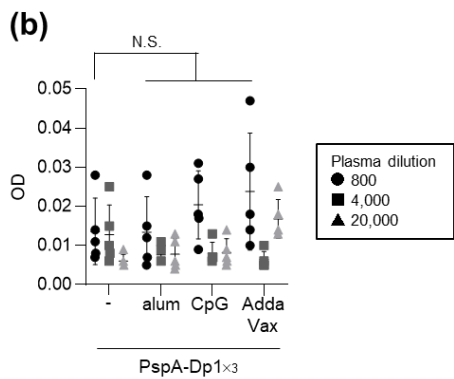 (b)
N.S.
0.05
0.04
0.03
0.02
0.01
0.00
OD
- alum CpG Adda
Vax
PspA-Dp1×3
Plasma dilution
800
4,000
20,000